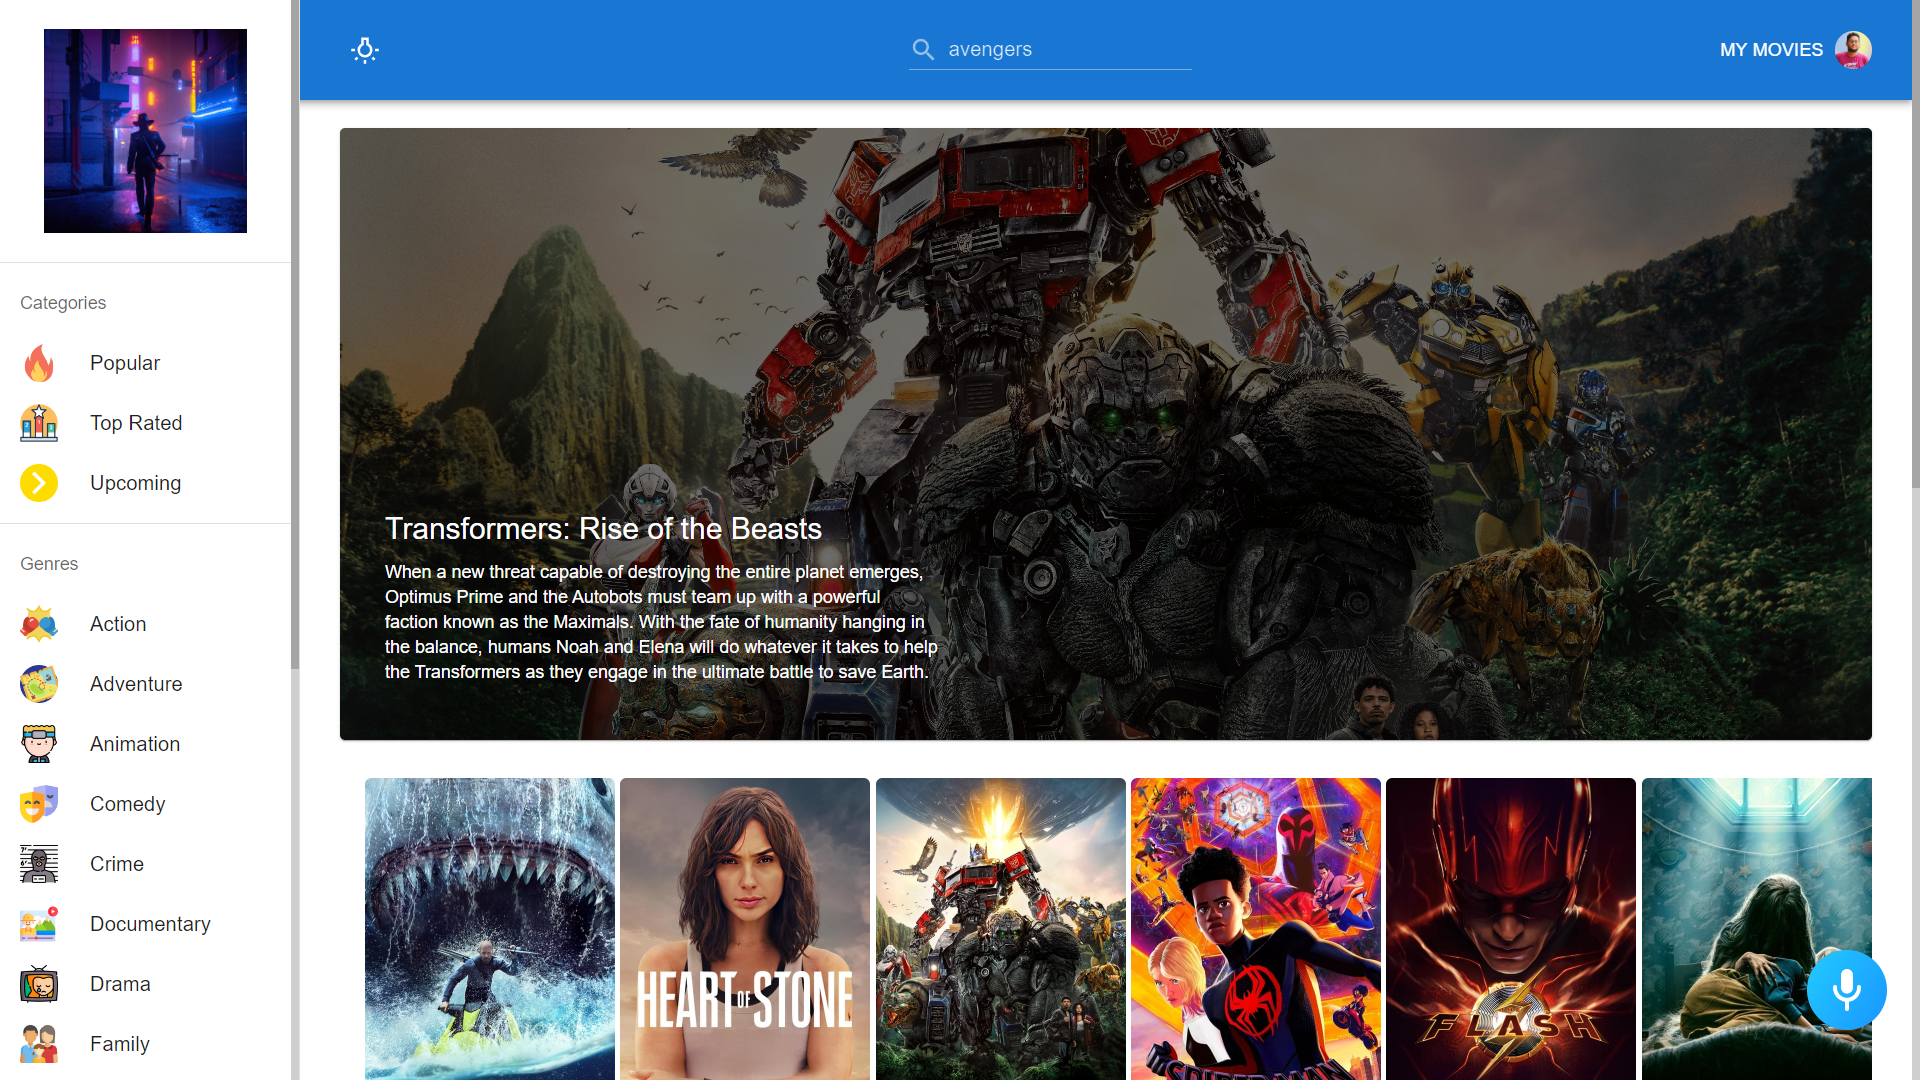 avengers
MY MOVIES
Categories
Popular
Top Rated
Upcoming
Genres
Action
Adventure
Animation
Comedy
Crime
Documentary
Drama
Family
Transformers: Rise of the Beasts
When a new threat capable of destroying the entire planet emerges,
Optimus Prime and the Autobots must team up with a powerful
faction known as the Maximals. With the fate of humanity hanging in
the balance, humans Noah and Elena will do whatever it takes to help
the Transformers as they engage in the ultimate battle to save Earth.
HEART OF STONE
SPIDER-MAN
FLASH